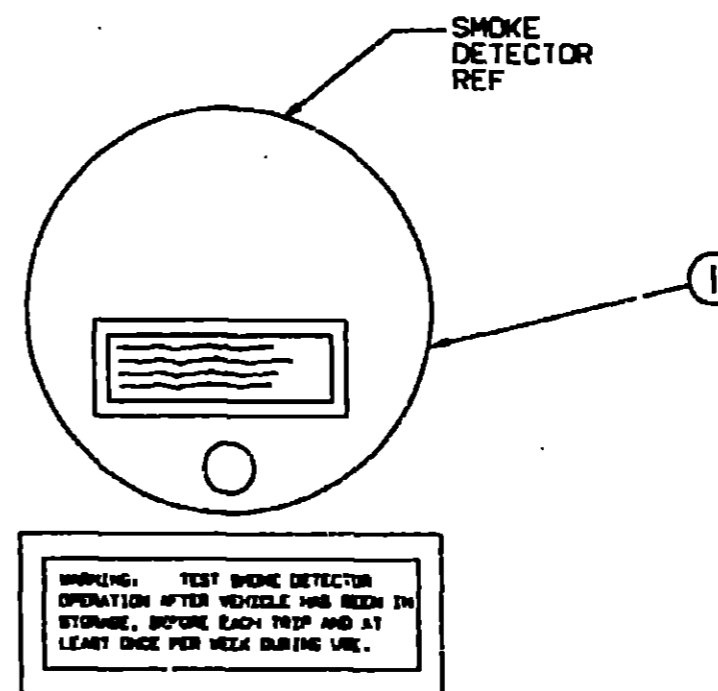 SMOKE
DETECTOR
REF
1
WARNING: TEST SMOKE DETECTOR
OPERATION AFTER VEHICLE HAS BEEN IN
STORAGE, BEFORE EACH TRIP AND AT
LEAST ONCE PER WEEK DURING USE.